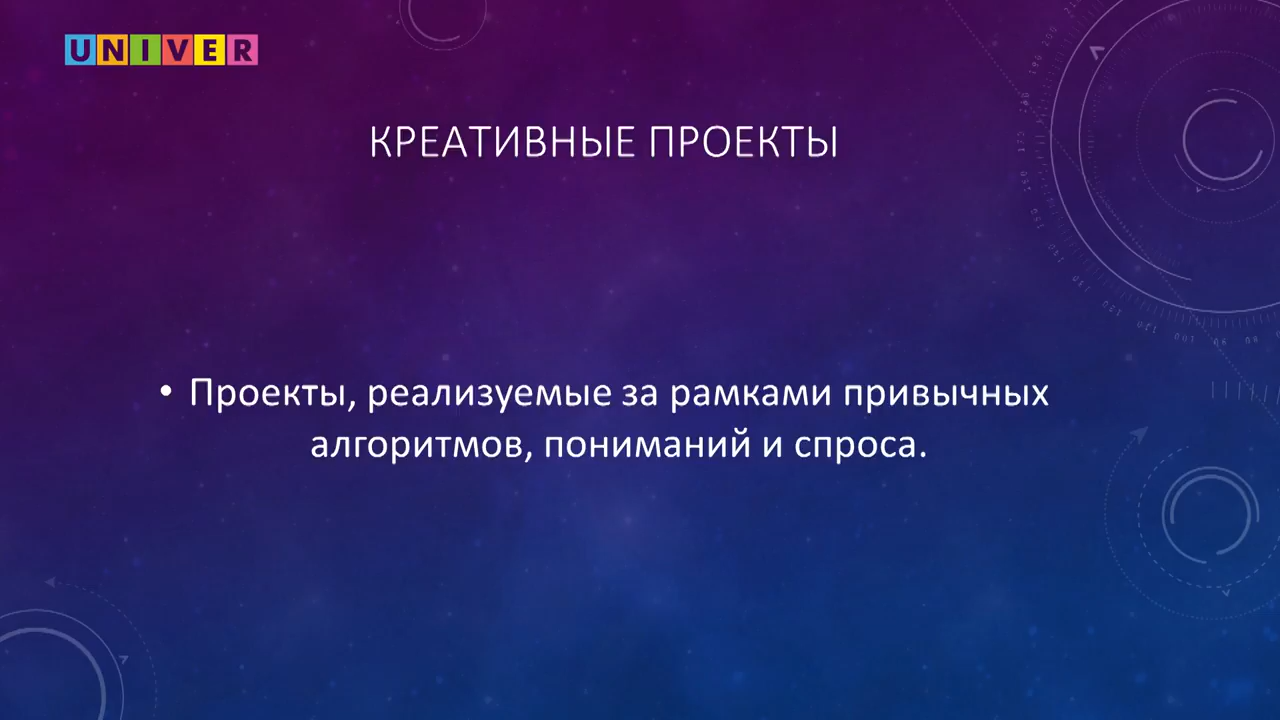 UNIVER
КРЕАТИВНЫЕ ПРОЕКТЫ
• Проекты, реализуемые за рамками привычных
алгоритмов, пониманий и спроса.